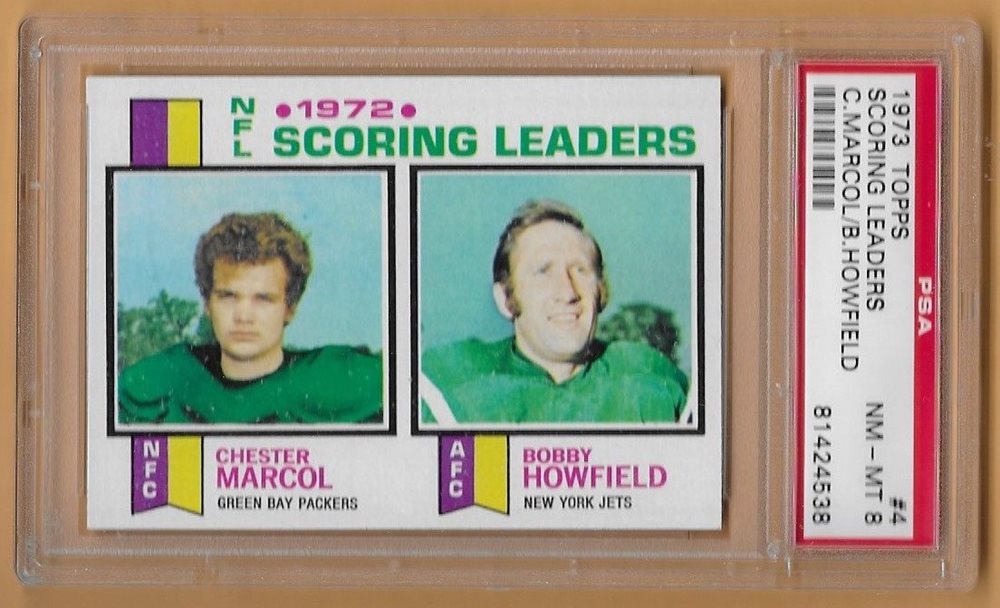 NFL
•1972•
SCORING LEADERS
NFC
CHESTER
MARCOL
GREEN BAY PACKERS
AFC
BOBBY
HOWFIELD
NEW YORK JETS
PSA
1973 TOPPS #4
SCORING LEADERS NM - MT 8
C.MARCOL/B.HOWFIELD 81424538